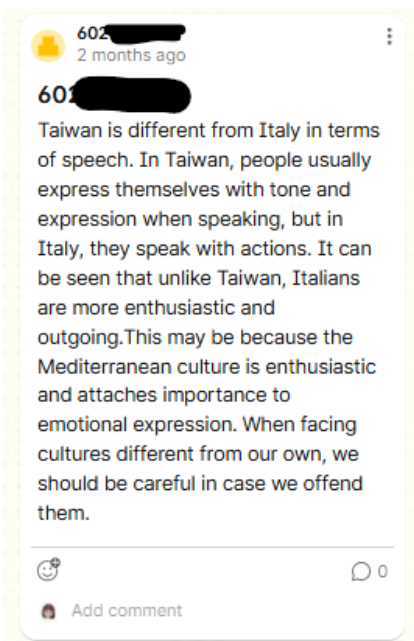 602
2 months ago
602
Taiwan is different from Italy in terms
of speech. In Taiwan, people usually
express themselves with tone and
expression when speaking, but in
Italy, they speak with actions. It can
be seen that unlike Taiwan, Italians
are more enthusiastic and
outgoing.This may be because the
Mediterranean culture is enthusiastic
and attaches importance to
emotional expression. When facing
cultures different from our own, we
should be careful in case we offend
them.
0
Add comment